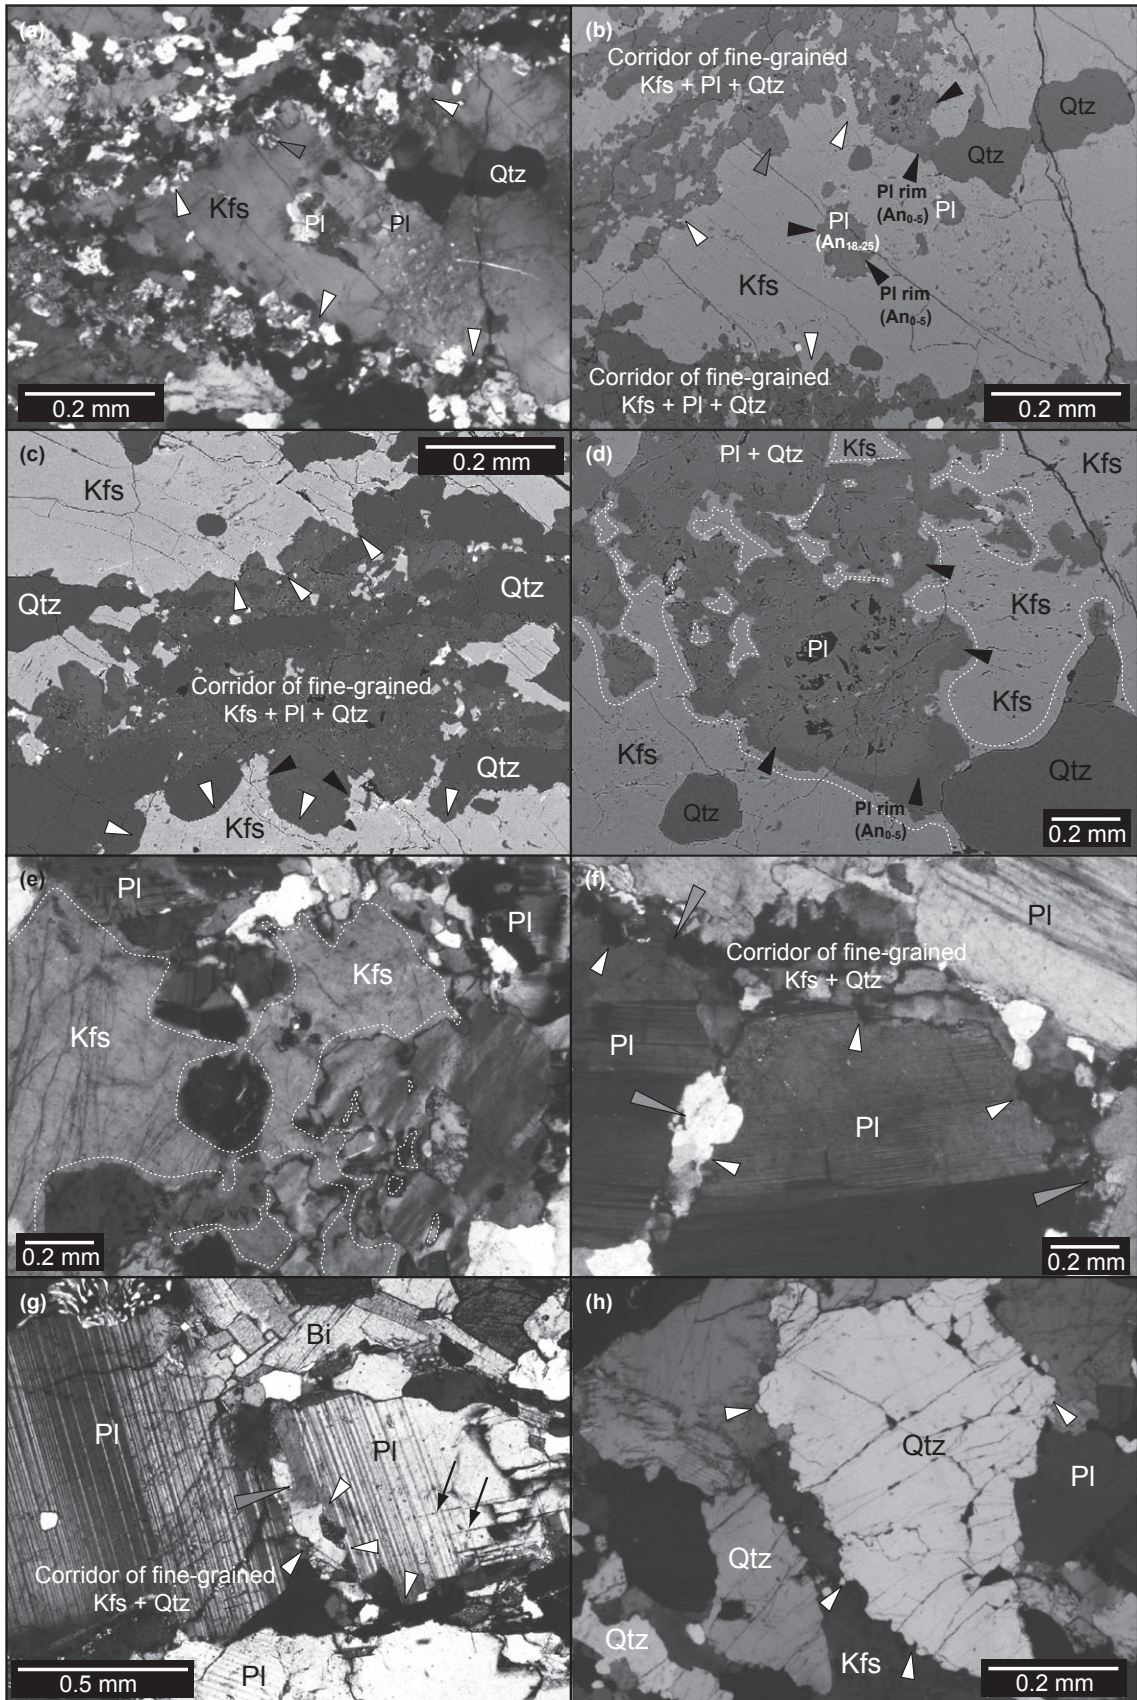 (a)
Kfs
Pl
Pl
Qtz
0.2 mm
(b)
Corridor of fine-grained
Kfs + Pl + Qtz
Qtz
Qtz
Pl rim
(An0-5)
Pl
Pl
(An18-25)
Kfs
Pl rim
(An0-5)
Corridor of fine-grained
Kfs + Pl + Qtz
0.2 mm
(c)
0.2 mm
Kfs
Qtz
Qtz
Corridor of fine-grained
Kfs + Pl + Qtz
Qtz
Kfs
(d)
Pl + Qtz
Kfs
Kfs
Kfs
Pl
Kfs
Kfs
Qtz
Qtz
Pl rim
(An0-5)
0.2 mm
(e)
Pl
Pl
Kfs
Kfs
0.2 mm
(f)
Pl
Corridor of fine-grained
Kfs + Qtz
Pl
Pl
0.2 mm
(g)
Bi
Pl
Pl
Corridor of fine-grained
Kfs + Qtz
Pl
0.5 mm
(h)
Qtz
Pl
Qtz
Qtz
Kfs
0.2 mm